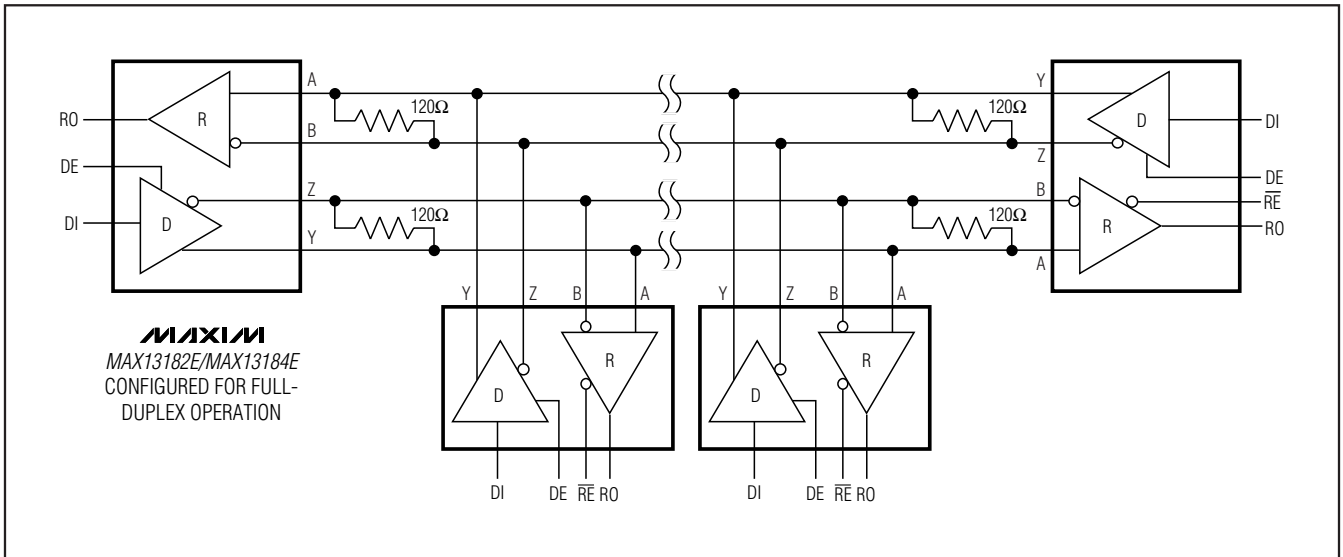 A
Y
120Ω
120Ω
RO
R
D
DI
B
Z
DE
DE
Z
B
RE
120Ω
120Ω
DI
D
R
RO
Y
A
Y
Z
B
A
Y
Z
B
A
MAXIM
MAX13182E/MAX13184E
CONFIGURED FOR FULL-
DUPLEX OPERATION
R
R
D
D
DI
DE
RE
RO
DI
DE
RE
RO